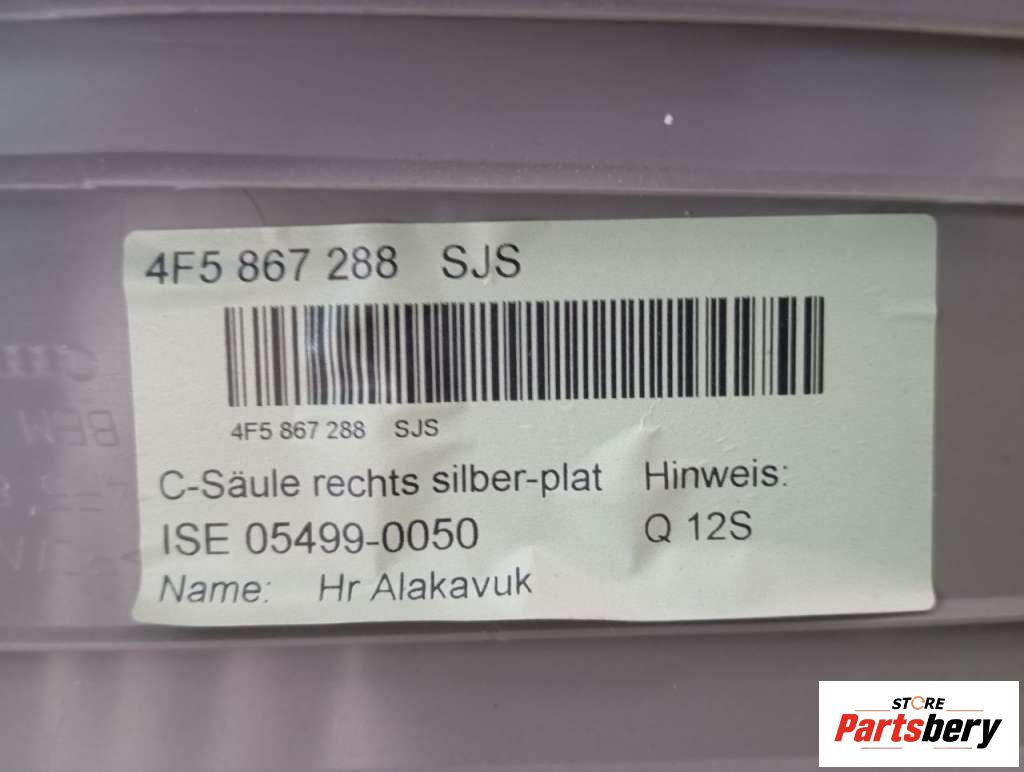 4F5 867 288 SJS
4F5 867 288 SJS
C-Säule rechts silber-plat Hinweis:
ISE 05499-0050 Q 12S
Name: Hr Alakavuk
STORE
Partsbery